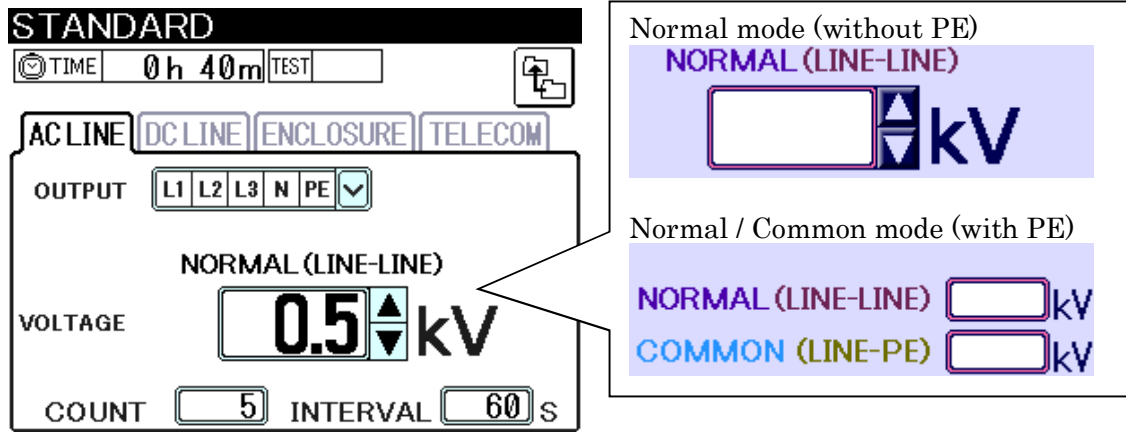 STANDARD
TIME 0h 40m TEST
AC LINE DC LINE ENCLOSURE TELECOM
OUTPUT L1 L2 L3 N PE
NORMAL (LINE-LINE)
VOLTAGE 0.5 kV
COUNT 5 INTERVAL 60 S
Normal mode (without PE)
NORMAL (LINE-LINE)
kV
Normal / Common mode (with PE)
NORMAL (LINE-LINE) kV
COMMON (LINE-PE) kV